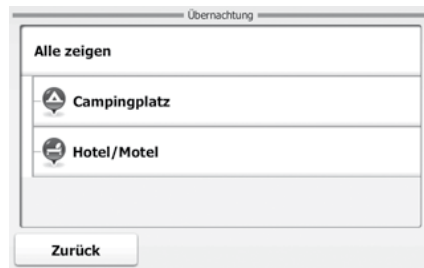 Übernachtung
Alle zeigen
Campingplatz
Hotel/Motel
Zurück